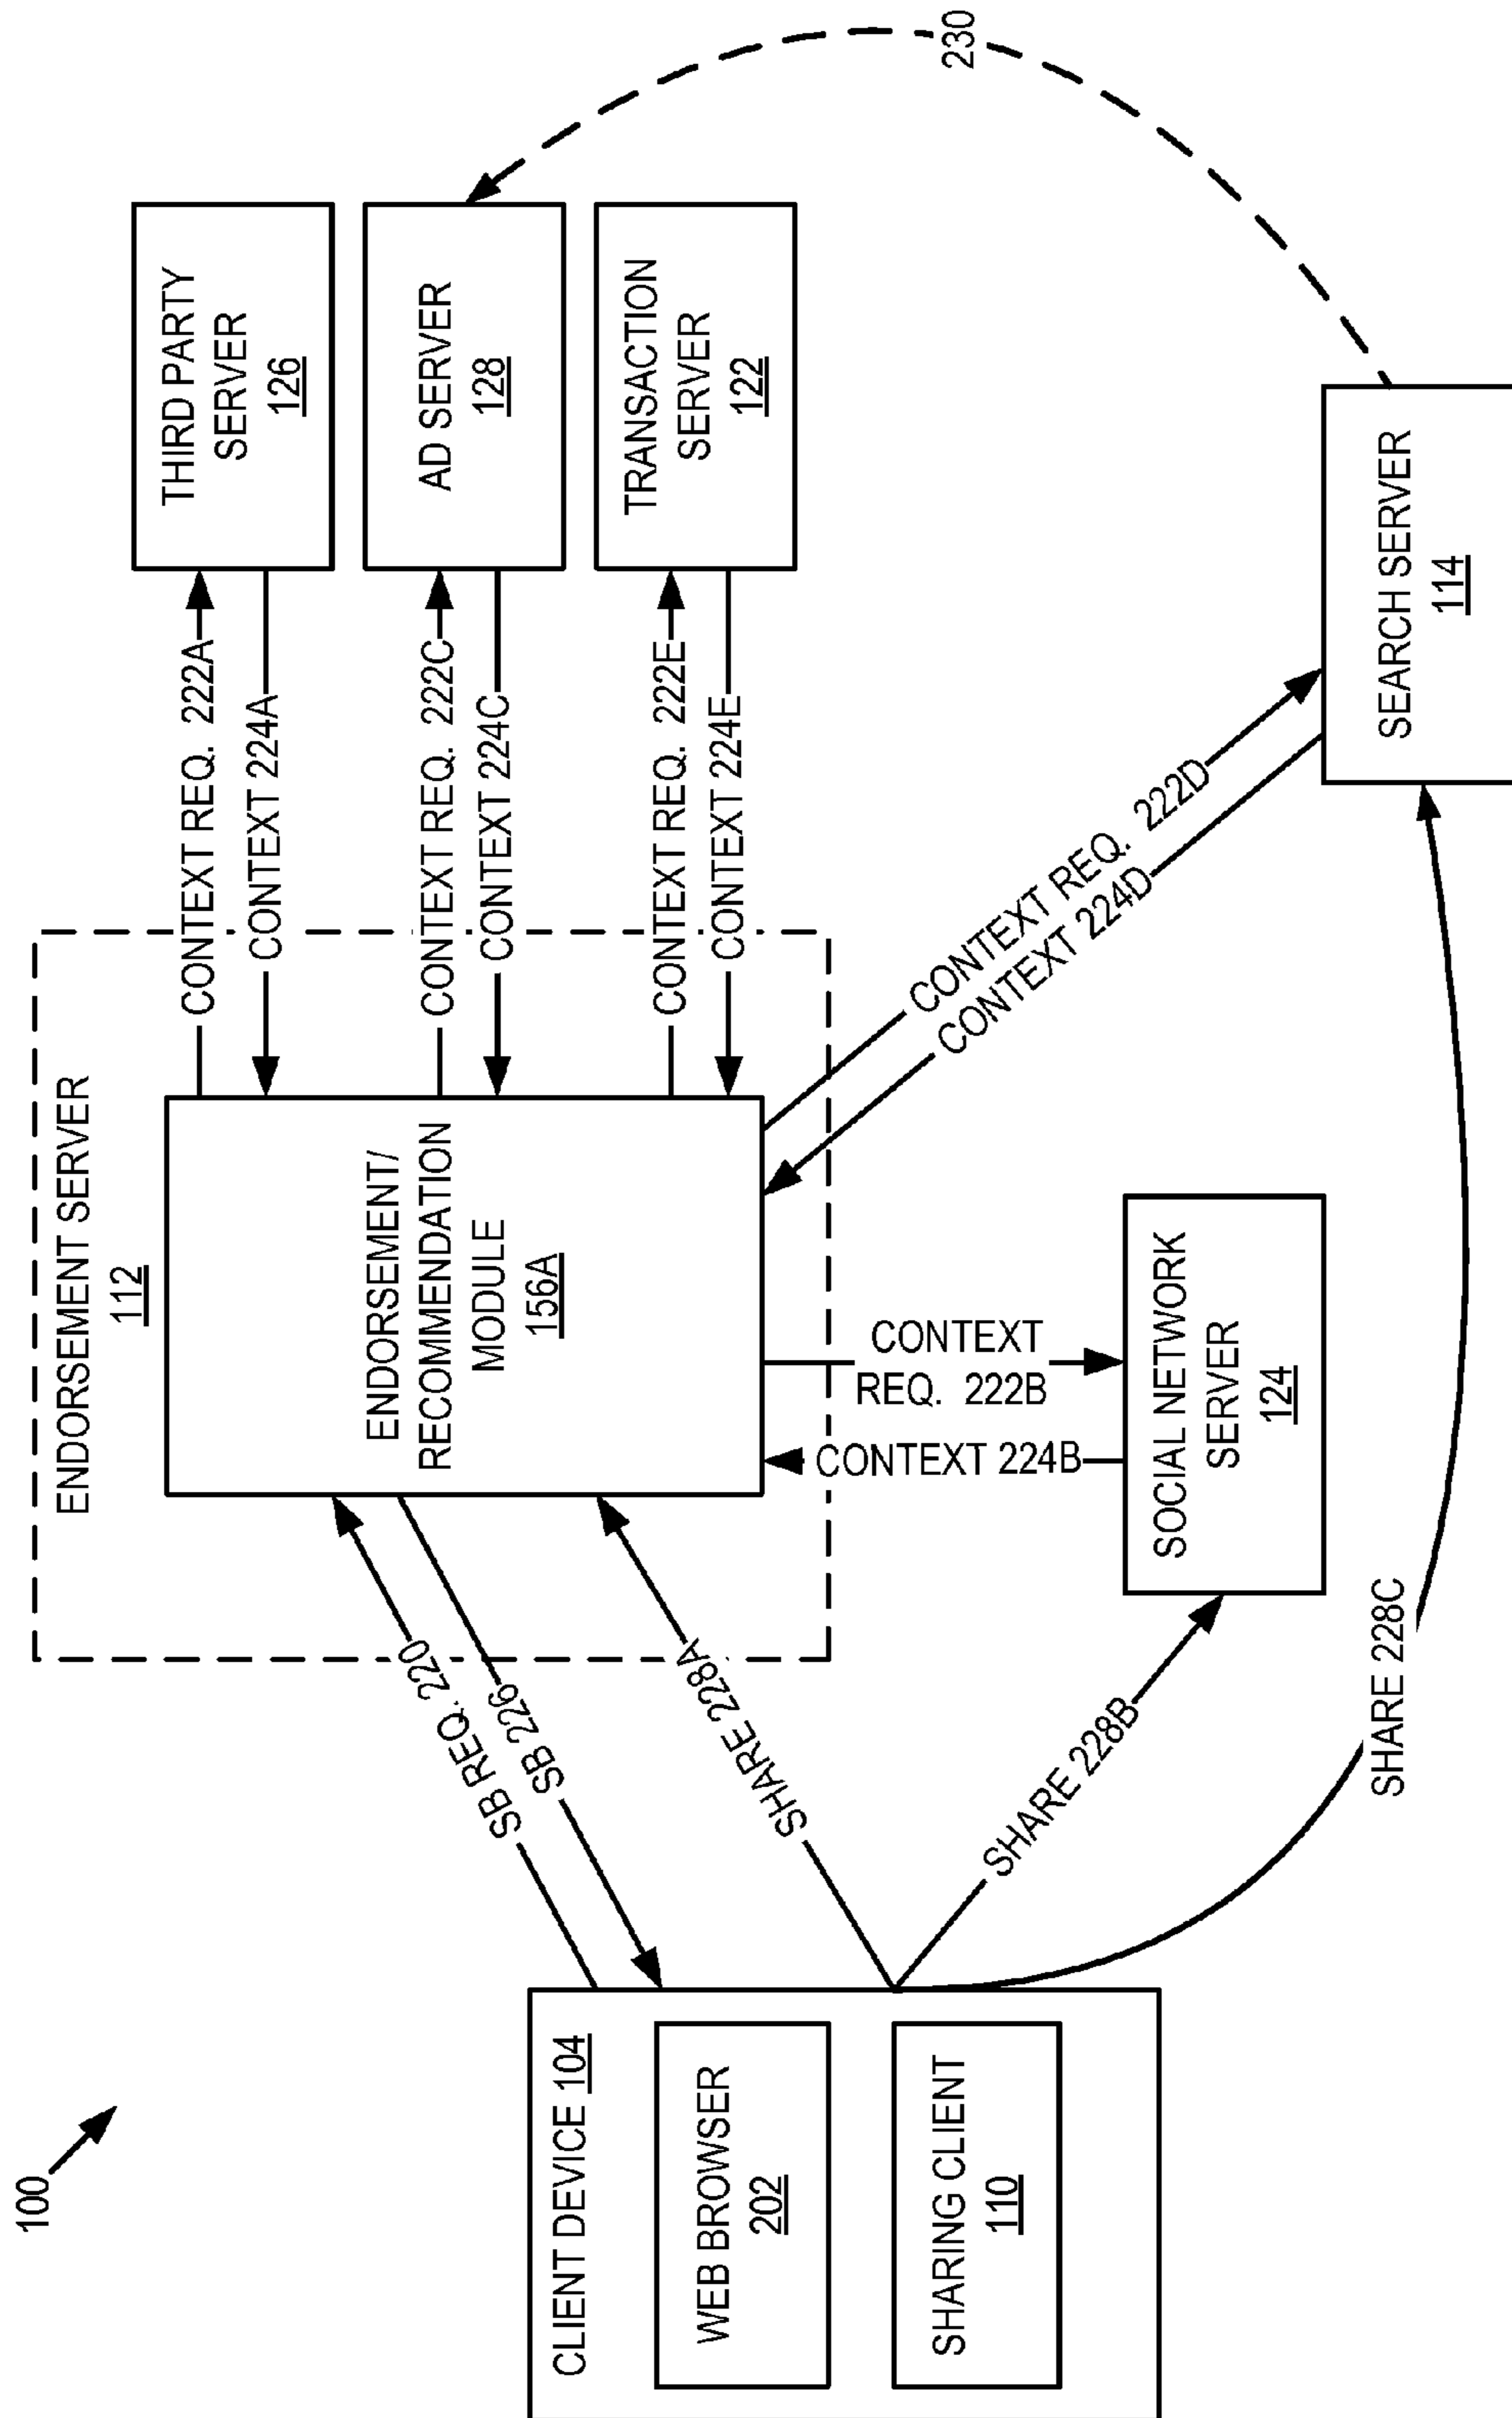 100
CLIENT DEVICE 104
WEB BROWSER
202
SHARING CLIENT
110
SB REQ. 220
SB 226
SHARE 228A
SHARE 228B
SHARE 228C
ENDORSEMENT SERVER
112
ENDORSEMENT/
RECOMMENDATION
MODULE
156A
CONTEXT
REQ. 222B
CONTEXT 224B
SOCIAL NETWORK
SERVER
124
CONTEXT REQ. 222A
CONTEXT 224A
CONTEXT REQ. 222C
CONTEXT 224C
CONTEXT REQ. 222E
CONTEXT 224E
CONTEXT REQ. 222D
CONTEXT 224D
THIRD PARTY
SERVER
126
AD SERVER
128
TRANSACTION
SERVER
122
SEARCH SERVER
114
230